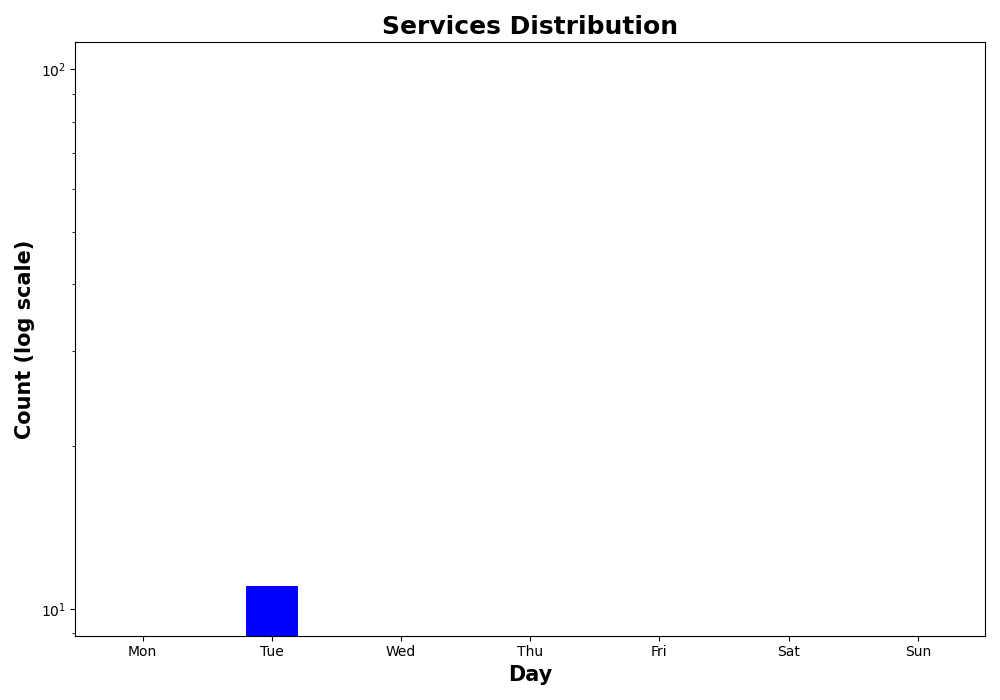 Services Distribution
10²
Count (log scale)
10¹
Mon Tue Wed Thu Fri Sat Sun
Day